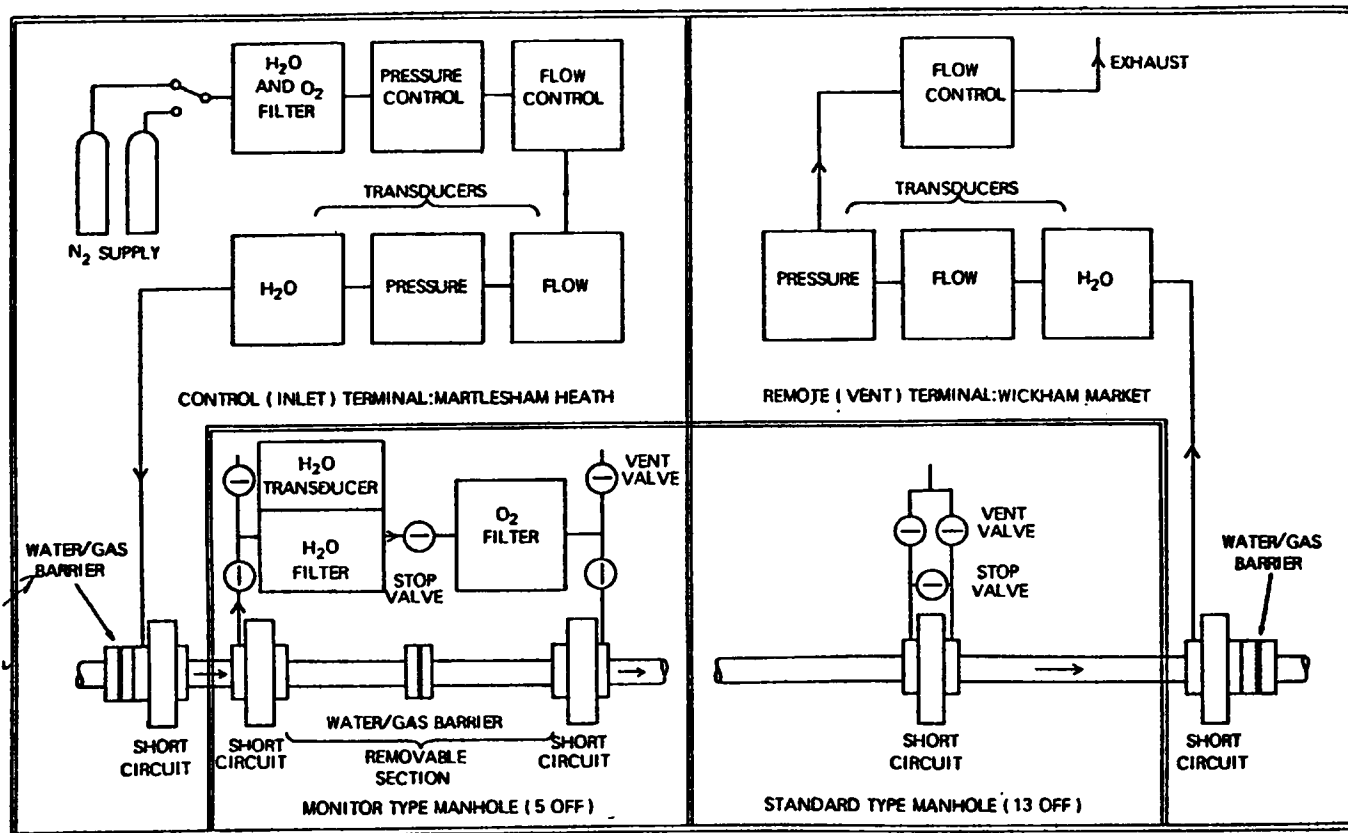 H2O
AND O2
FILTER
PRESSURE
CONTROL
FLOW
CONTROL
N2 SUPPLY
TRANSDUCERS
H2O
PRESSURE
FLOW
CONTROL (INLET) TERMINAL:MARTLESHAM HEATH
FLOW
CONTROL
EXHAUST
TRANSDUCERS
PRESSURE
FLOW
H2O
REMOTE (VENT) TERMINAL:WICKHAM MARKET
WATER/GAS
BARRIER
SHORT
CIRCUIT
H2O
TRANSDUCER
H2O
FILTER
STOP
VALVE
O2
FILTER
VENT
VALVE
SHORT
CIRCUIT
WATER/GAS BARRIER
REMOVABLE
SECTION
SHORT
CIRCUIT
MONITOR TYPE MANHOLE (5 OFF)
VENT
VALVE
STOP
VALVE
SHORT
CIRCUIT
STANDARD TYPE MANHOLE (13 OFF)
WATER/GAS
BARRIER
SHORT
CIRCUIT